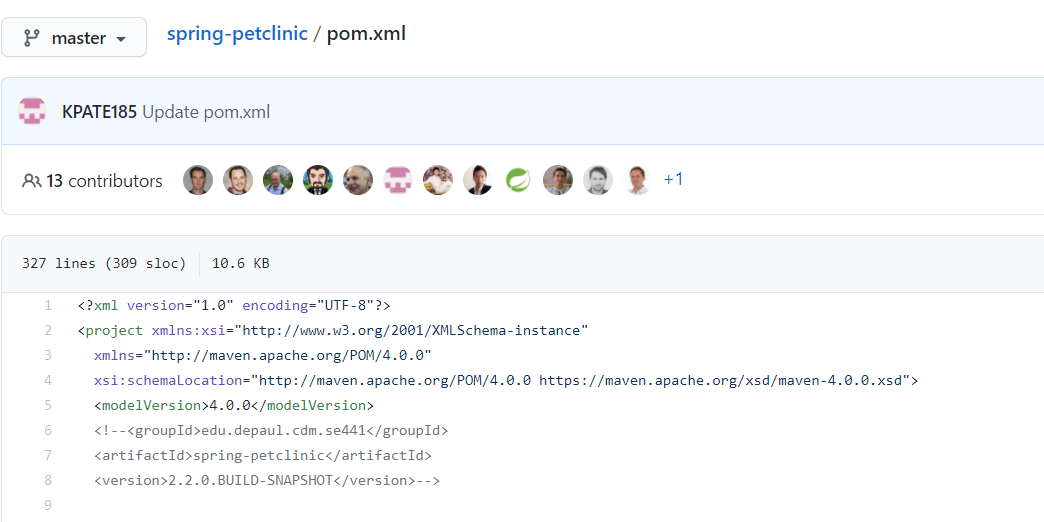 master
spring-petclinic / pom.xml
KPATE185 Update pom.xml
13 contributors +1
327 lines (309 sloc) 10.6 KB
1 <?xml version="1.0" encoding="UTF-8"?>
2 <project xmlns:xsi="http://www.w3.org/2001/XMLSchema-instance"
3 xmlns="http://maven.apache.org/POM/4.0.0"
4 xsi:schemaLocation="http://maven.apache.org/POM/4.0.0 https://maven.apache.org/xsd/maven-4.0.0.xsd">
5 <modelVersion>4.0.0</modelVersion>
6 <!--<groupId>edu.depaul.cdm.se441</groupId>
7 <artifactId>spring-petclinic</artifactId>
8 <version>2.2.0.BUILD-SNAPSHOT</version>-->
9